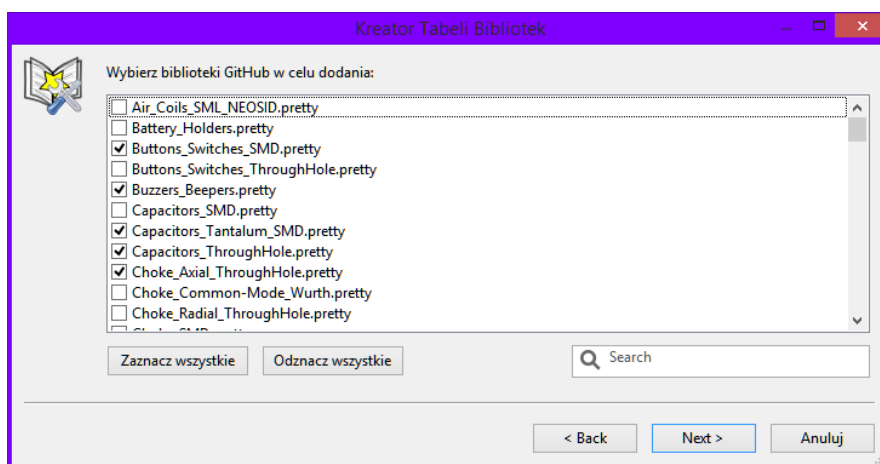 Kreator Tabeli Bibliotek
Wybierz biblioteki GitHub w celu dodania:
Air_Coils_SML_NEOSID.pretty
Battery_Holders.pretty
Buttons_Switches_SMD.pretty
Buttons_Switches_ThroughHole.pretty
Buzzers_Beepers.pretty
Capacitors_SMD.pretty
Capacitors_Tantalum_SMD.pretty
Capacitors_ThroughHole.pretty
Choke_Axial_ThroughHole.pretty
Choke_Common-Mode_Wurth.pretty
Choke_Radial_ThroughHole.pretty
Zaznacz wszystkie Odznacz wszystkie Search
< Back Next > Anuluj